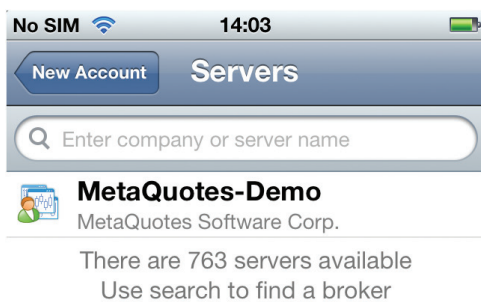 No SIM 14:03
New Account Servers
Enter company or server name
MetaQuotes-Demo
MetaQuotes Software Corp.
There are 763 servers available
Use search to find a broker